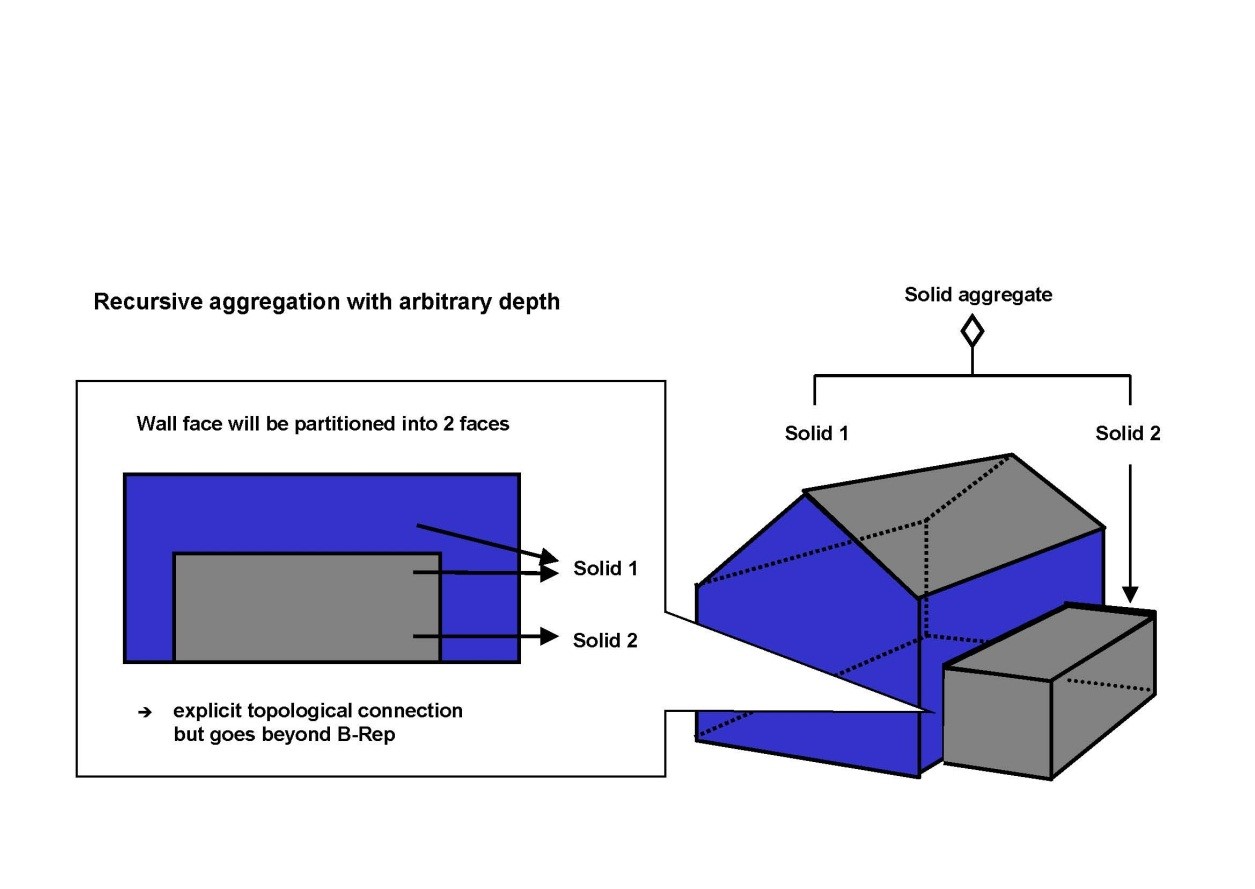 Recursive aggregation with arbitrary depth
Solid aggregate
Solid 1
Solid 2
Wall face will be partitioned into 2 faces
Solid 1
Solid 2
➔ explicit topological connection
but goes beyond B-Rep